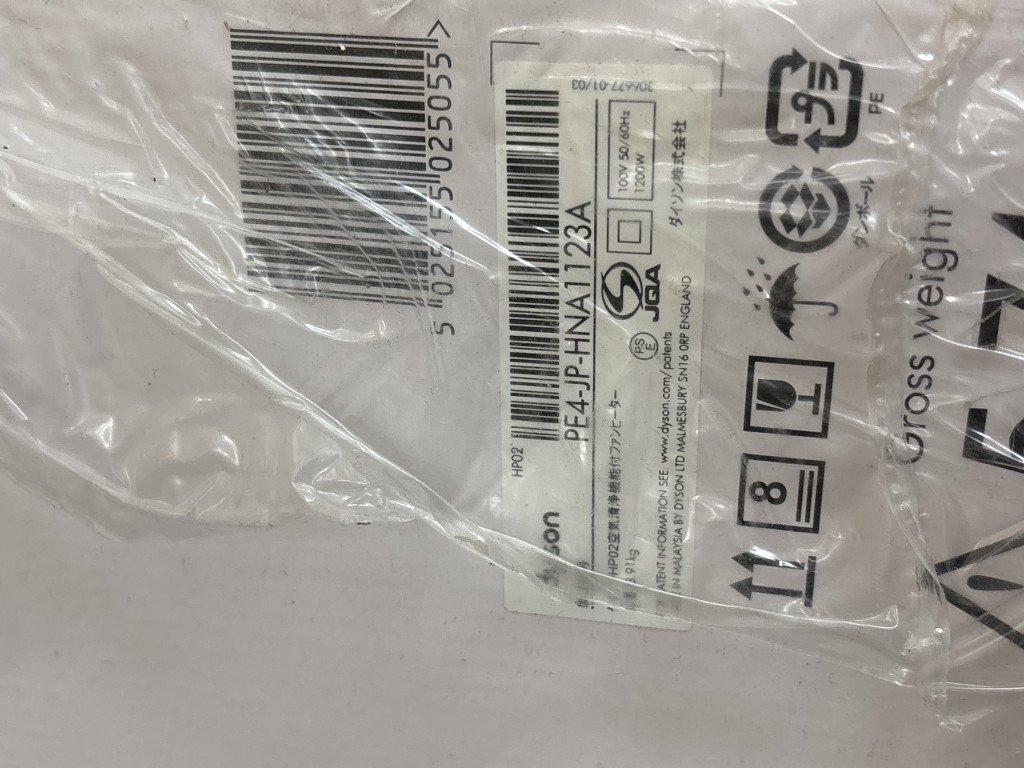 5 025155 025055 >
306677-01/03
HP02
PE4-JP-HNA1123A
son
HP02空気清浄機能付ファンヒーター
100V 50/60Hz
1200W
PS
E
JQA
ダイソン株式会社
PATENT INFORMATION SEE: www.dyson.com/patents
IN MALAYSIA BY DYSON LTD MALMESBURY SN16 0RP ENGLAND
8
ダンボール
プラ
PE
Gross weight